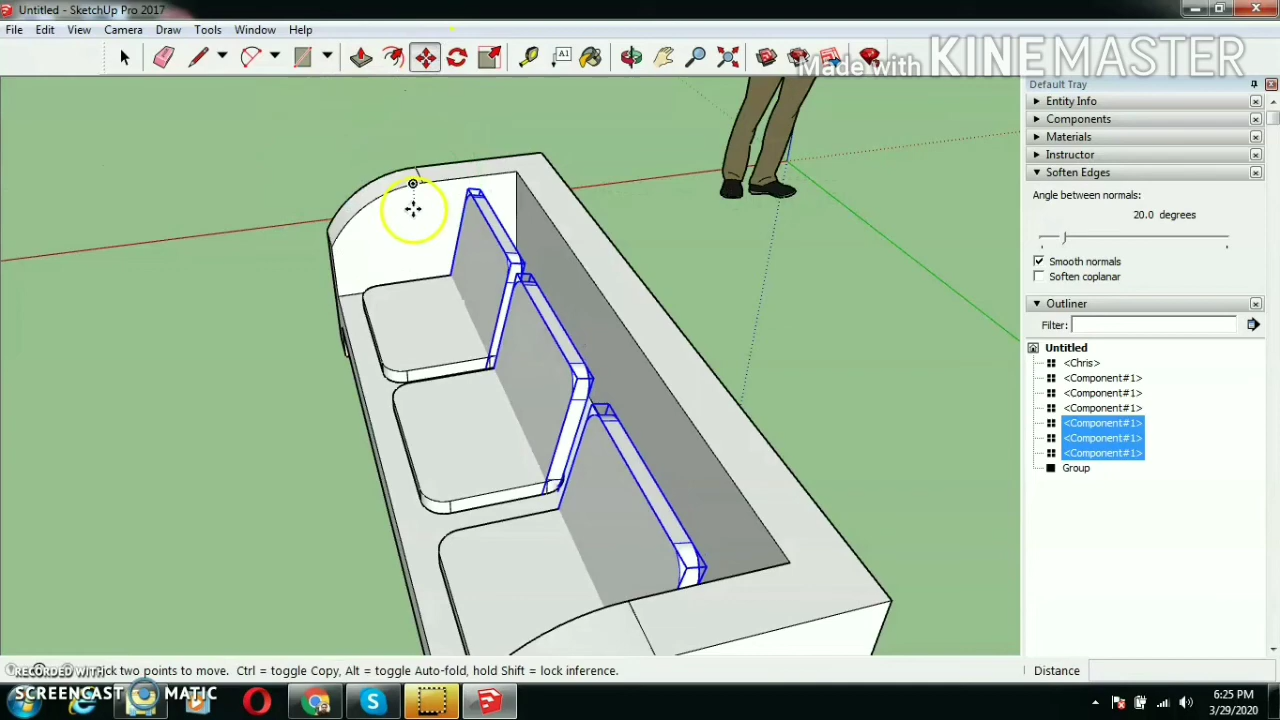 Untitled - SketchUp Pro 2017
File Edit View Camera Draw Tools Window Help
A1
Made with KINEMASTER
Default Tray
Entity Info
Components
Materials
Instructor
Soften Edges
Angle between normals:
20.0 degrees
Smooth normals
Soften coplanar
Outliner
Filter:
Untitled
<Chris>
<Component#1>
<Component#1>
<Component#1>
<Component#1>
<Component#1>
<Component#1>
Group
Pick two points to move. Ctrl = toggle Copy, Alt = toggle Auto-fold, hold Shift = lock inference.
Distance
RECORDED WITH
SCREENCAST MATIC
6:25 PM
3/29/2020